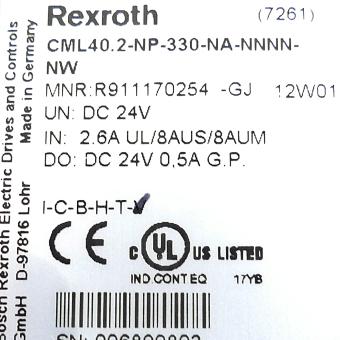 Rexroth (7261)
CML40.2-NP-330-NA-NNNN-
NW
MNR:R911170254 -GJ 12W01
UN: DC 24V
IN: 2.6A UL/8AUS/8AUM
DO: DC 24V 0,5A G.P.
I-C-B-H-T-V
CE C UL US LISTED
IND.CONT.EQ 17YB
Bosch Rexroth Electric Drives and Controls
GmbH D-97816 Lohr Made in Germany